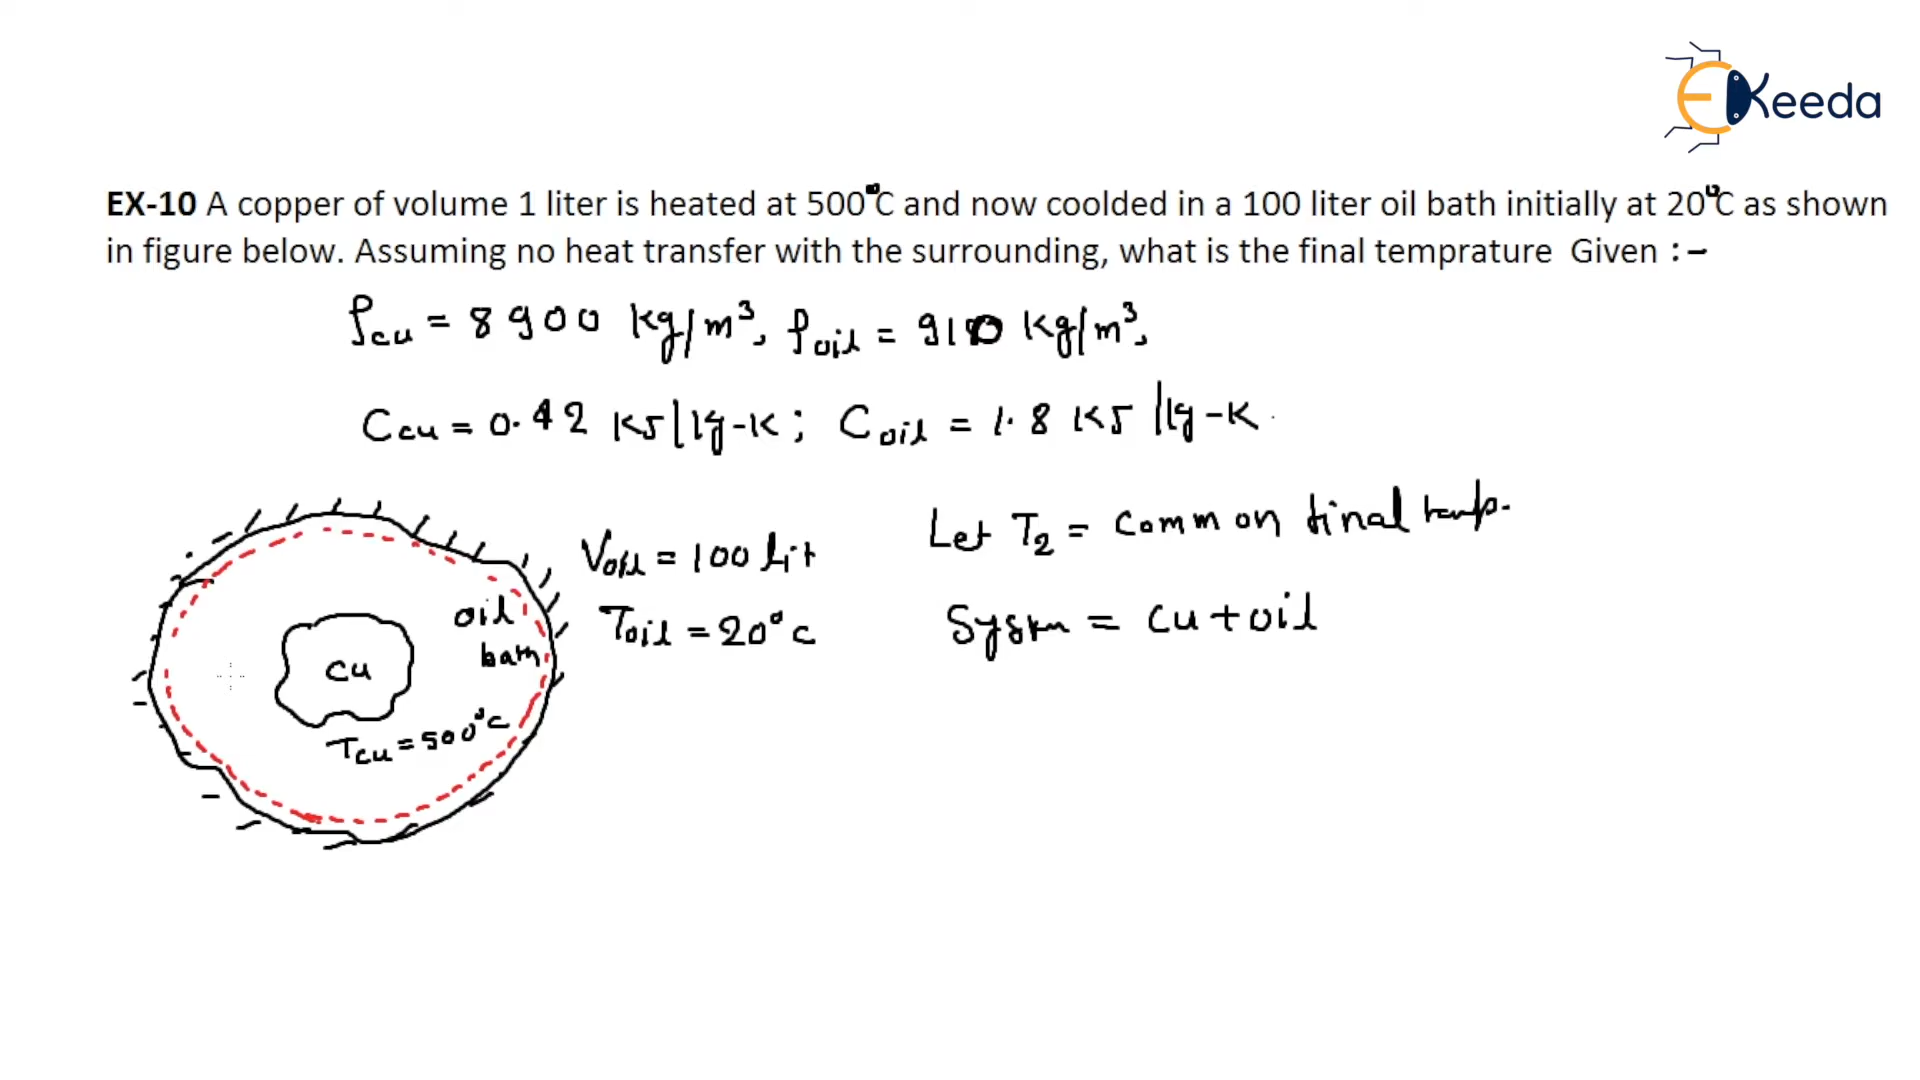 EKeeda
EX-10 A copper of volume 1 liter is heated at 500°C and now coolded in a 100 liter oil bath initially at 20°C as shown
in figure below. Assuming no heat transfer with the surrounding, what is the final temprature Given :-
ρcu = 8900 kg/m³, ρoil = 910 kg/m³,
Ccu = 0.42 KJ/kg-K; Coil = 1.8 KJ/kg-K
Let T₂ = common final temp.
Voil = 100 lit
oil
bath
Toil = 20°c
System = cu + oil
cu
Tcu = 500°c